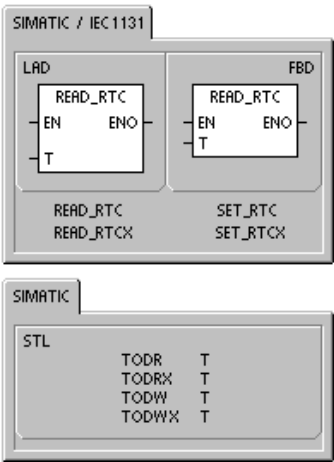 SIMATIC / IEC1131
LAD FBD
READ_RTC READ_RTC
EN ENO EN ENO
T T
READ_RTC SET_RTC
READ_RTCX SET_RTCX
SIMATIC
STL
TODR T
TODRX T
TODW T
TODWX T